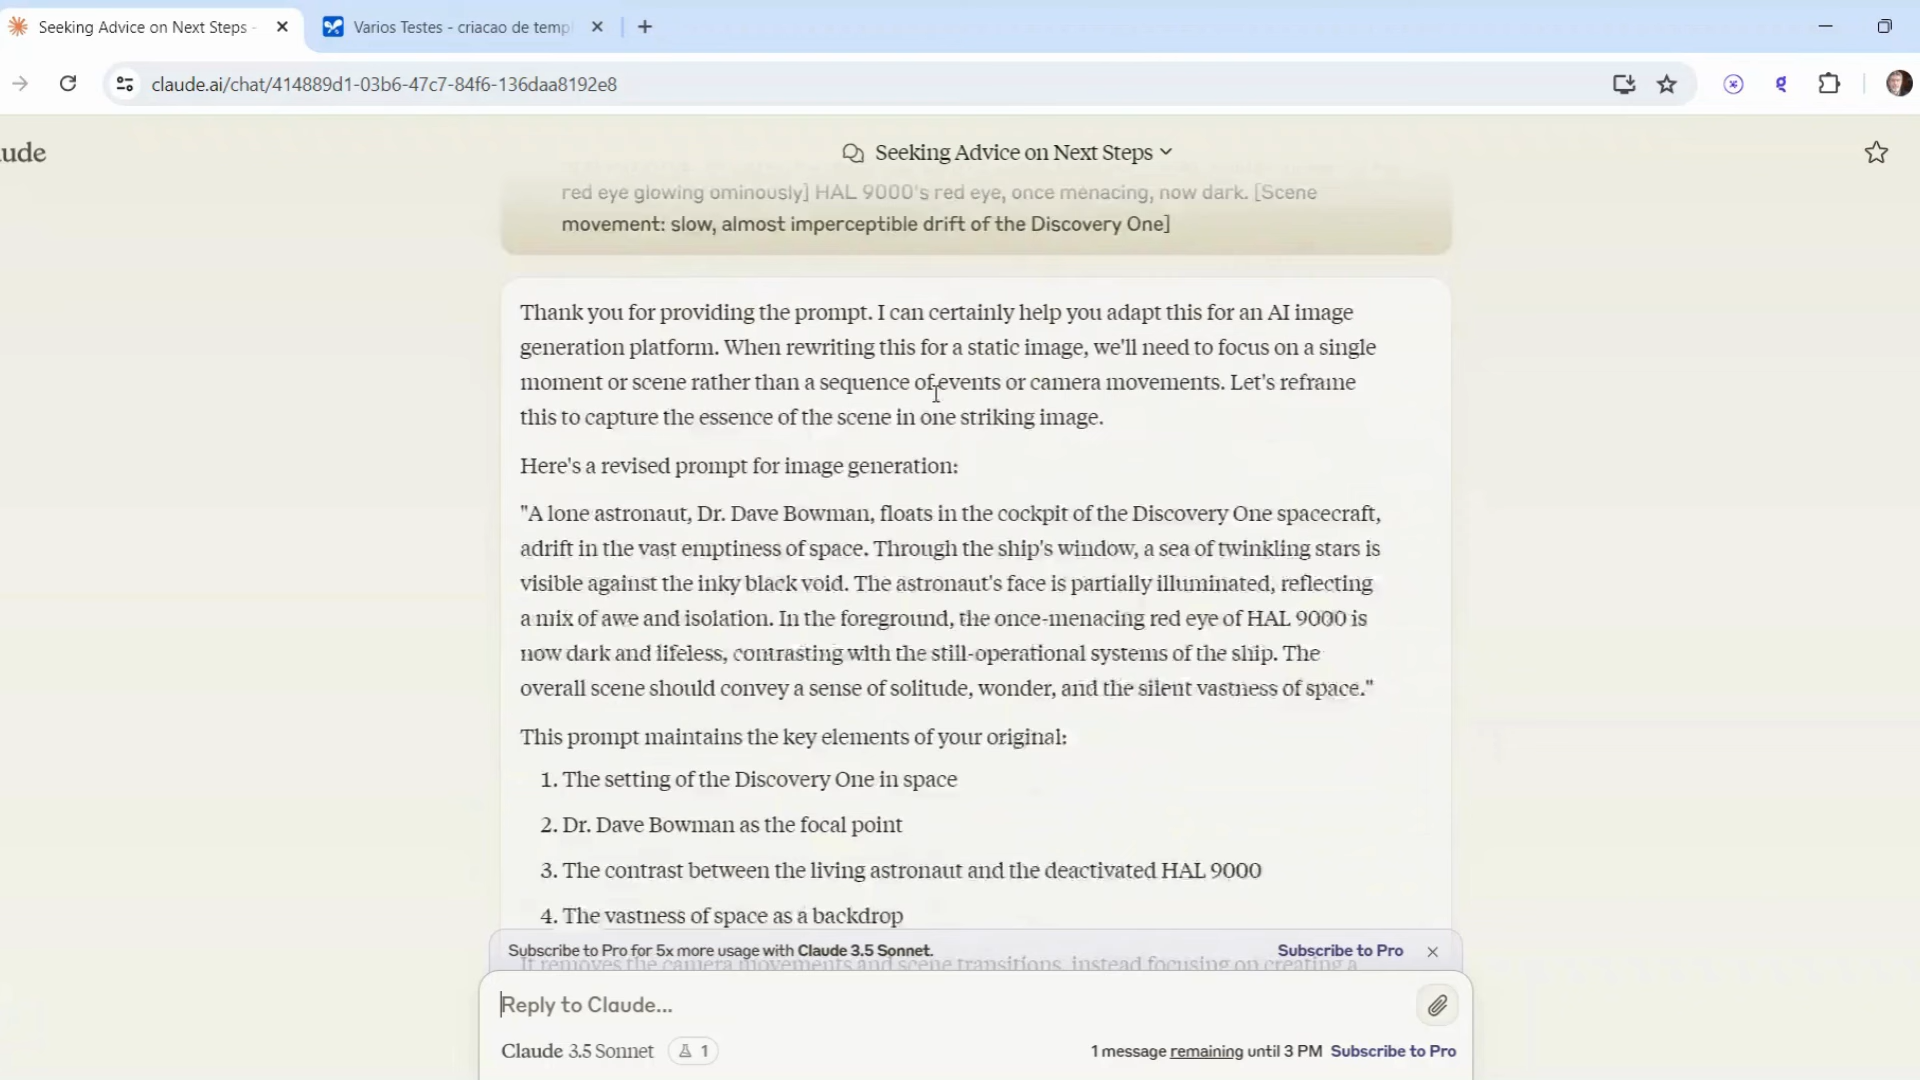 Seeking Advice on Next Steps -
Varios Testes - criacao de temp
claude.ai/chat/414889d1-03b6-47c7-84f6-136daa8192e8
ude
Seeking Advice on Next Steps
red eye glowing ominously] HAL 9000's red eye, once menacing, now dark. [Scene
movement: slow, almost imperceptible drift of the Discovery One]
Thank you for providing the prompt. I can certainly help you adapt this for an AI image
generation platform. When rewriting this for a static image, we'll need to focus on a single
moment or scene rather than a sequence of events or camera movements. Let's reframe
this to capture the essence of the scene in one striking image.
Here's a revised prompt for image generation:
"A lone astronaut, Dr. Dave Bowman, floats in the cockpit of the Discovery One spacecraft,
adrift in the vast emptiness of space. Through the ship's window, a sea of twinkling stars is
visible against the inky black void. The astronaut's face is partially illuminated, reflecting
a mix of awe and isolation. In the foreground, the once-menacing red eye of HAL 9000 is
now dark and lifeless, contrasting with the still-operational systems of the ship. The
overall scene should convey a sense of solitude, wonder, and the silent vastness of space."
This prompt maintains the key elements of your original:
1. The setting of the Discovery One in space
2. Dr. Dave Bowman as the focal point
3. The contrast between the living astronaut and the deactivated HAL 9000
4. The vastness of space as a backdrop
Subscribe to Pro for 5x more usage with Claude 3.5 Sonnet. Subscribe to Pro
It removes the camera movements and scene transitions, instead focusing on creating a
Reply to Claude...
Claude 3.5 Sonnet 1 1 message remaining until 3 PM Subscribe to Pro